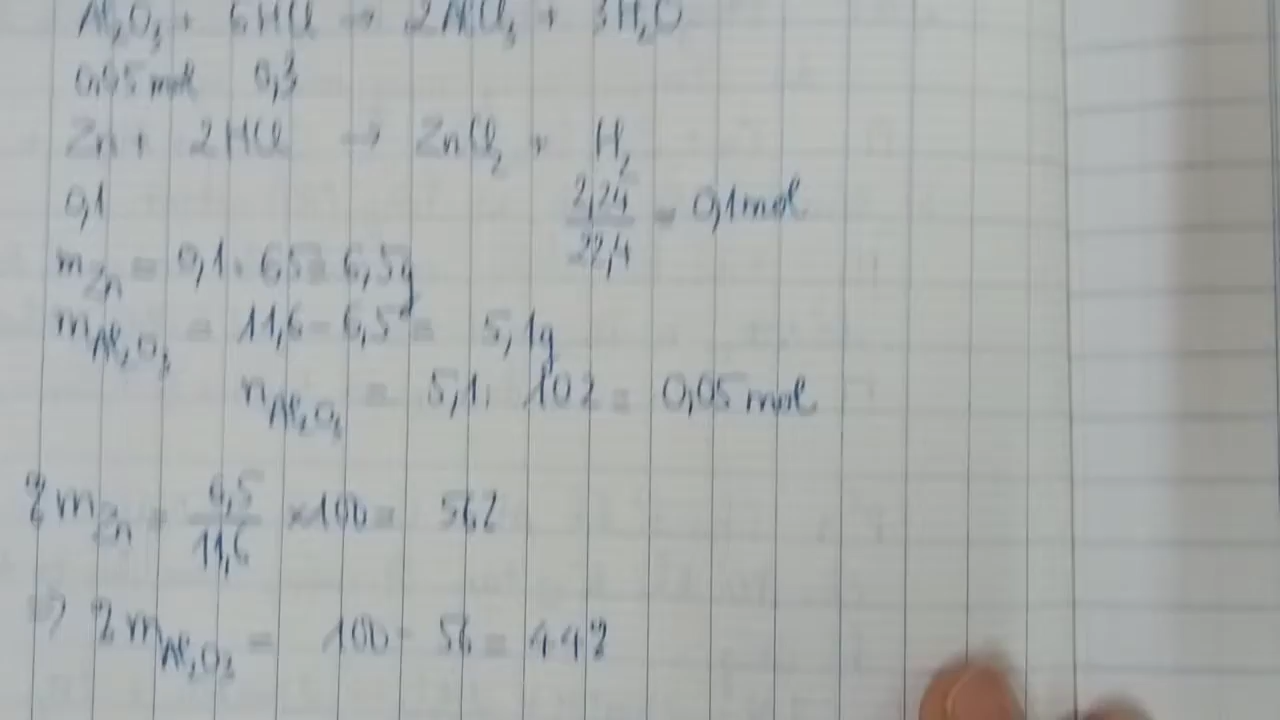 Al₂O₃ + 6HCl → 2AlCl₃ + 3H₂O
0,05 mol 0,3
Zn + 2HCl → ZnCl₂ + H₂
0,1 2,24/22,4 = 0,1 mol
m Zn = 0,1 . 65 = 6,5g
m Al₂O₃ = 11,6 - 6,5 = 5,1g
n Al₂O₃ = 5,1 : 102 = 0,05 mol
% m Zn = 6,5/11,6 × 100 = 56%
=> % m Al₂O₃ = 100 - 56 = 44%